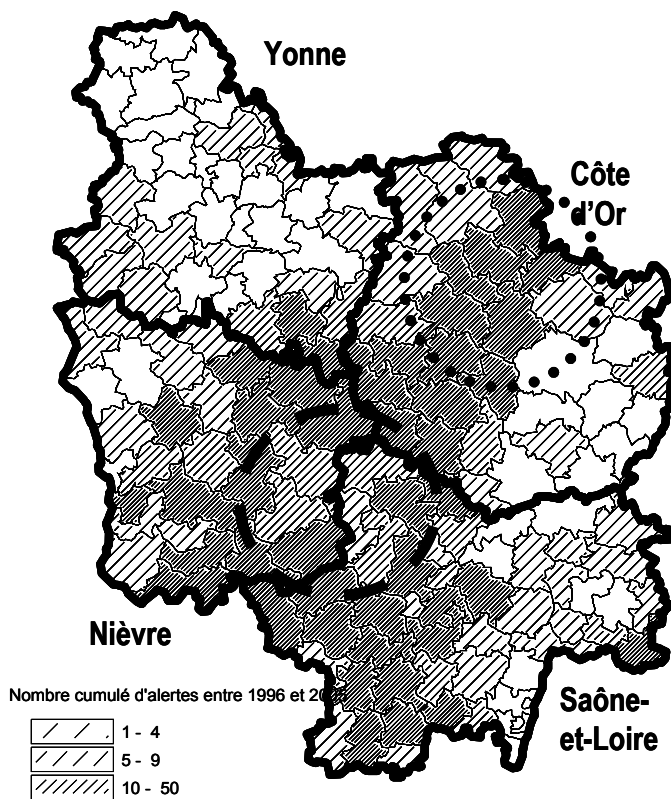 Yonne
Côte
d'Or
Nièvre
Saône-
et-Loire
Nombre cumulé d'alertes entre 1996 et
1 - 4
5 - 9
10 - 50